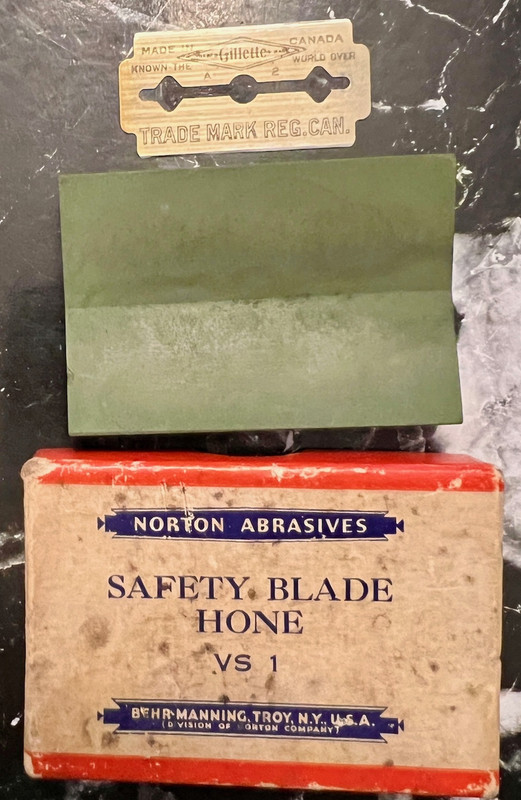 MADE IN Gillette CANADA
KNOWN THE WORLD OVER
A 2
TRADE MARK REG. CAN.
NORTON ABRASIVES
SAFETY BLADE
HONE
VS 1
BEHR-MANNING, TROY, N.Y., U.S.A.
(DIVISION OF NORTON COMPANY)